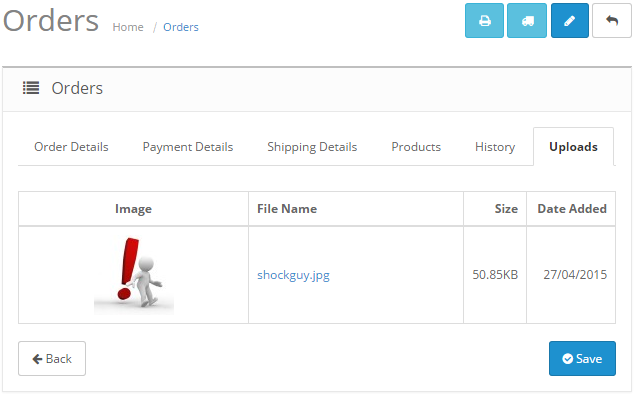 Orders Home / Orders
Orders
Order Details Payment Details Shipping Details Products History Uploads
Image File Name Size Date Added
shockguy.jpg 50.85KB 27/04/2015
Back Save